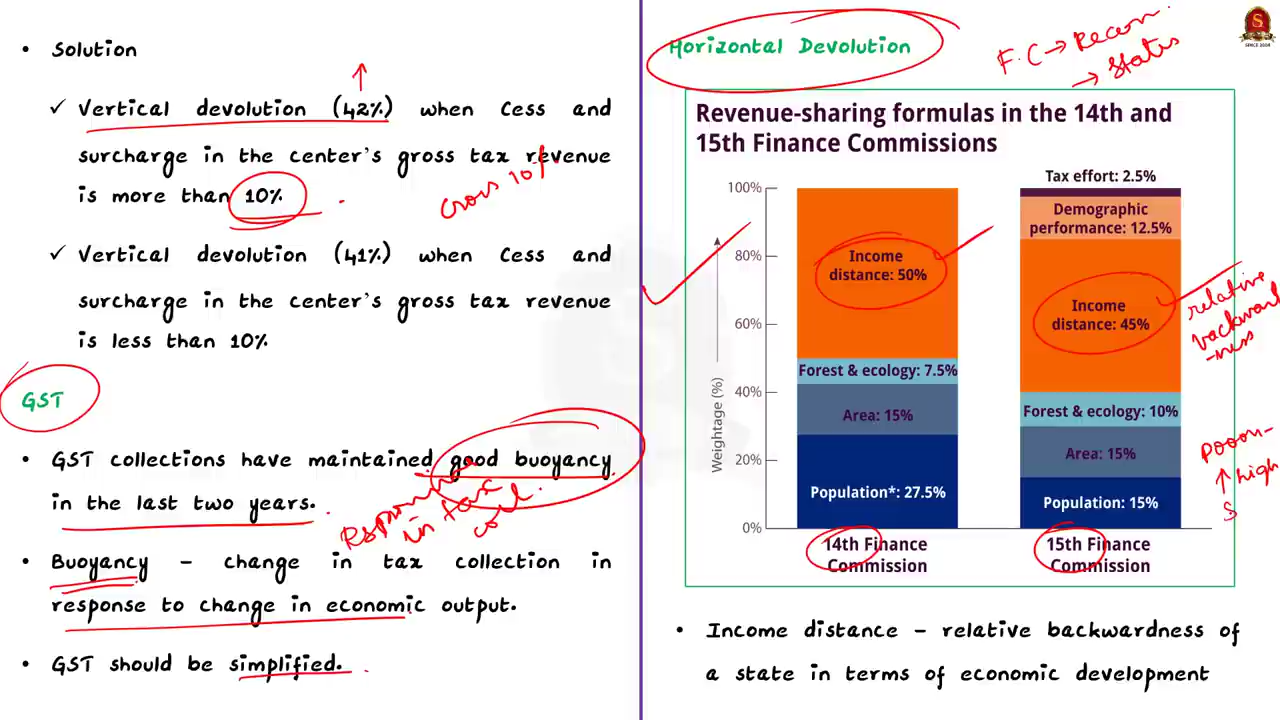 • Solution
✓ Vertical devolution (42%) when Cess and
surcharge in the center's gross tax revenue
is more than 10%
cross 10%
✓ Vertical devolution (41%) when Cess and
surcharge in the center's gross tax revenue
is less than 10%
GST
• GST collections have maintained good buoyancy
in the last two years.
in tax
• Buoyancy – change in tax collection in
response to change in economic output.
• GST should be simplified.
Horizontal Devolution
F.C → Recom.
→ States
S
SINCE 2004
Revenue-sharing formulas in the 14th and
15th Finance Commissions
Weightage (%)
100%
80%
60%
40%
20%
0%
Income
distance: 50%
Forest & ecology: 7.5%
Area: 15%
Population*: 27.5%
14th Finance
Commission
Tax effort: 2.5%
Demographic
performance: 12.5%
Income
distance: 45%
Forest & ecology: 10%
Area: 15%
Population: 15%
15th Finance
Commission
relative
backward
-ness
↑ high
• Income distance – relative backwardness of
a state in terms of economic development